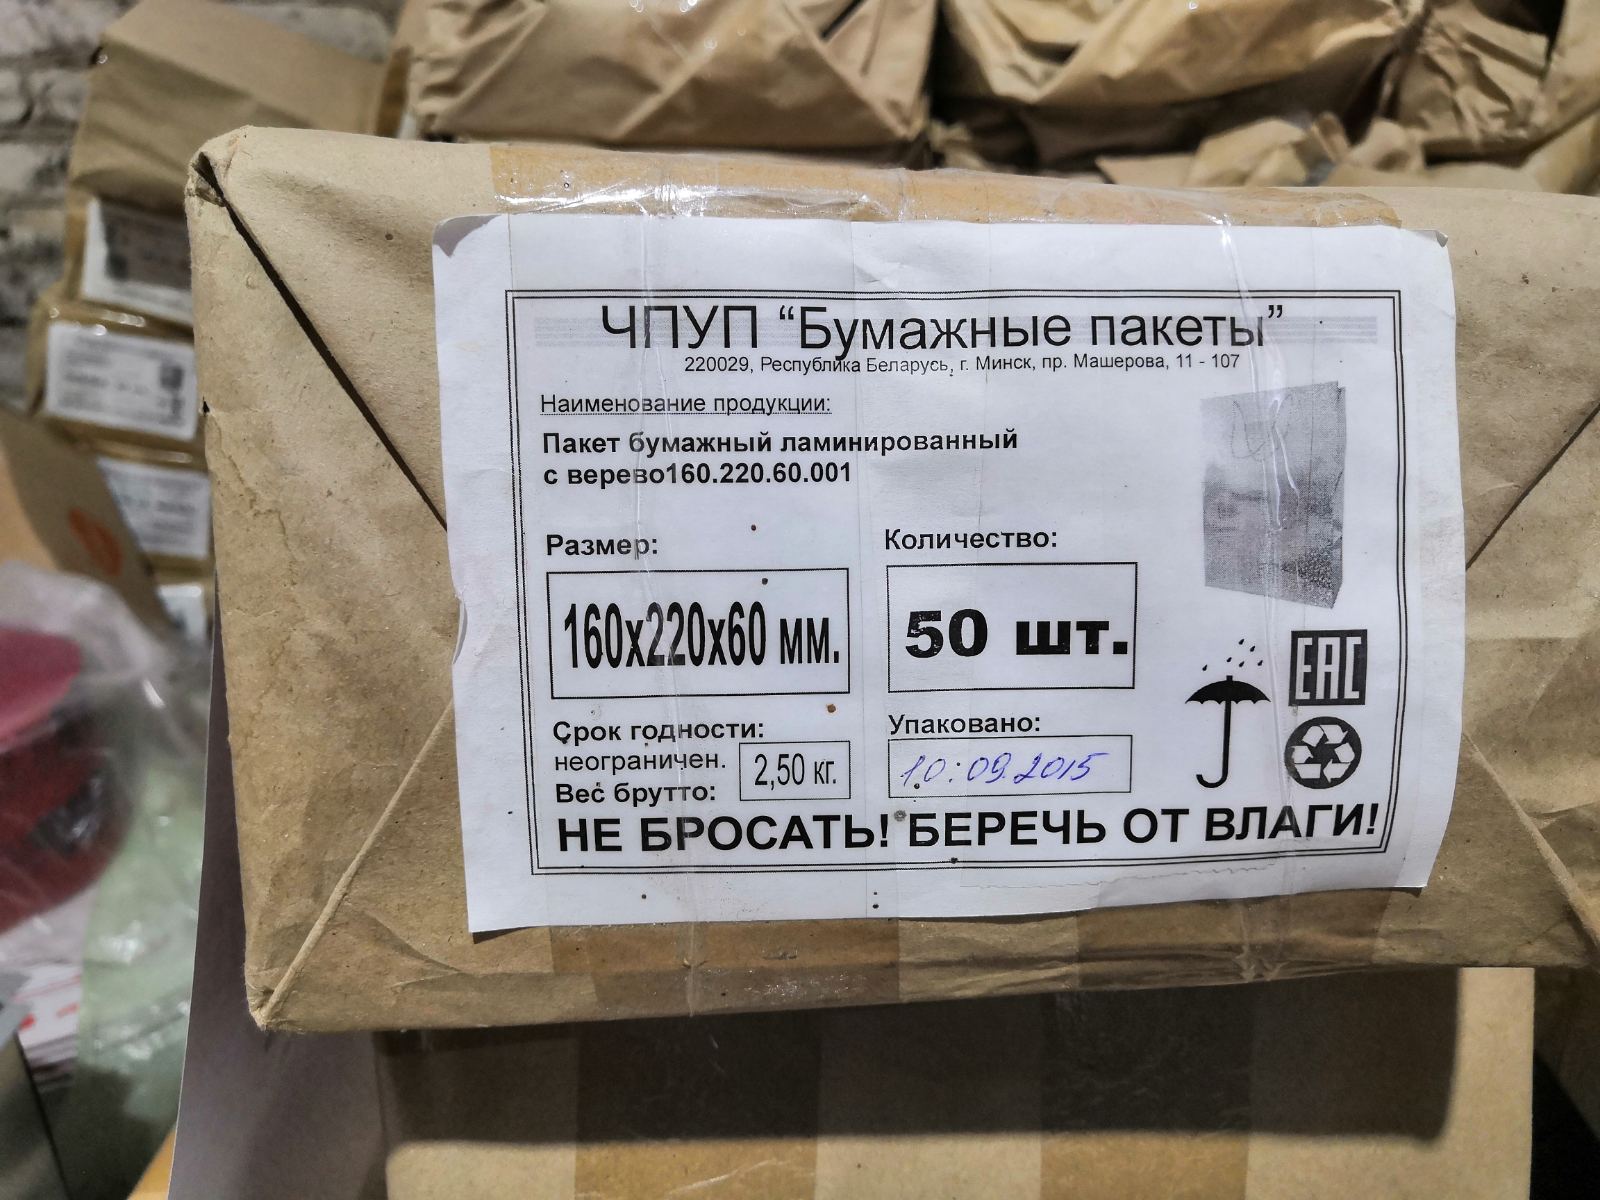 ЧПУП “Бумажные пакеты”
220029, Республика Беларусь, г. Минск, пр. Машерова, 11 - 107
Наименование продукции:
Пакет бумажный ламинированный
с верево160.220.60.001
Размер:
160х220х60 мм.
Количество:
50 шт.
Срок годности:
неограничен.
Вес брутто:
2,50 кг.
Упаковано:
10.09.2015
EAC
НЕ БРОСАТЬ! БЕРЕЧЬ ОТ ВЛАГИ!